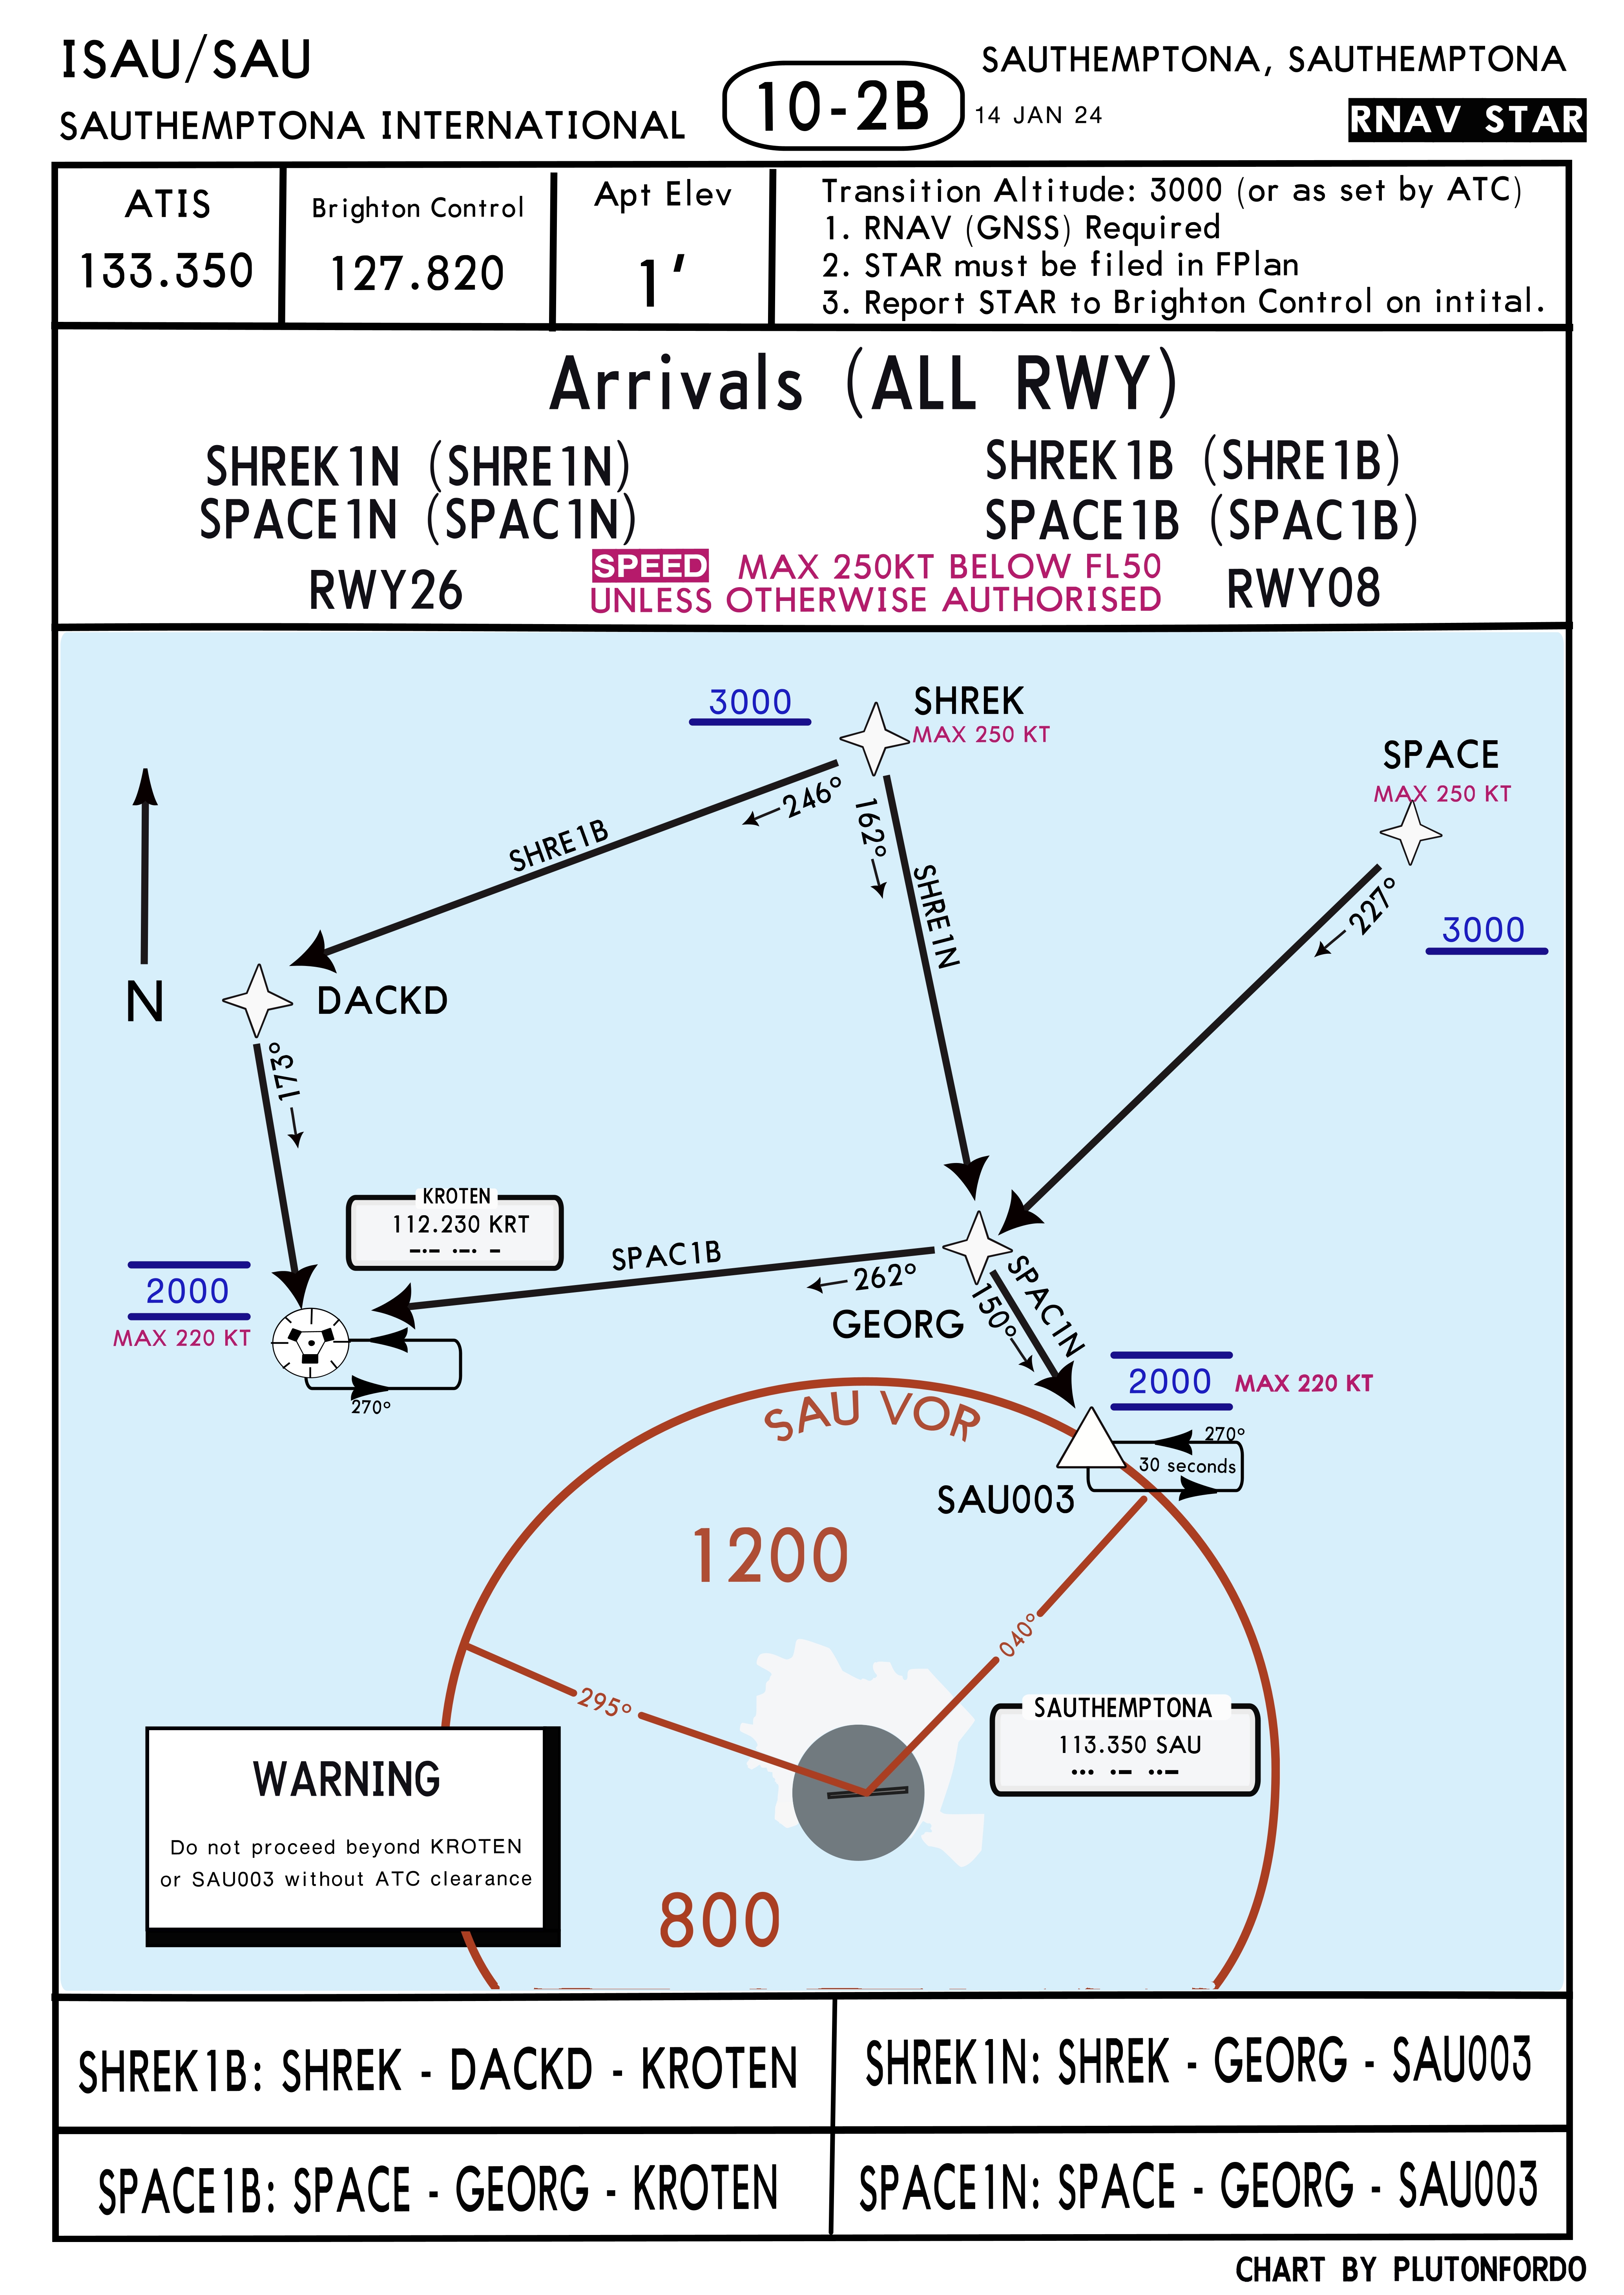 ISAU/SAU
SAUTHEMPTONA INTERNATIONAL
10-2B
14 JAN 24
SAUTHEMPTONA, SAUTHEMPTONA
RNAV STAR
ATIS
133.350
Brighton Control
127.820
Apt Elev
1'
Transition Altitude: 3000 (or as set by ATC)
1. RNAV (GNSS) Required
2. STAR must be filed in FPlan
3. Report STAR to Brighton Control on intital.
Arrivals (ALL RWY)
SHREK1N (SHRE1N)
SPACE1N (SPAC1N)
RWY26
SHREK1B (SHRE1B)
SPACE1B (SPAC1B)
RWY08
SPEED MAX 250KT BELOW FL50
UNLESS OTHERWISE AUTHORISED
3000
SHREK
MAX 250 KT
SPACE
MAX 250 KT
3000
246°
SHRE1B
162°
SHRE1N
227°
N
DACKD
173°
KROTEN
112.230 KRT
2000
MAX 220 KT
270°
SPAC1B
262°
GEORG
150°
SPAC1N
2000
MAX 220 KT
270°
30 seconds
SAU003
SAU VOR
1200
040°
295°
SAUTHEMPTONA
113.350 SAU
800
WARNING
Do not proceed beyond KROTEN
or SAU003 without ATC clearance
SHREK1B: SHREK - DACKD - KROTEN
SHREK1N: SHREK - GEORG - SAU003
SPACE1B: SPACE - GEORG - KROTEN
SPACE1N: SPACE - GEORG - SAU003
CHART BY PLUTONFORDO